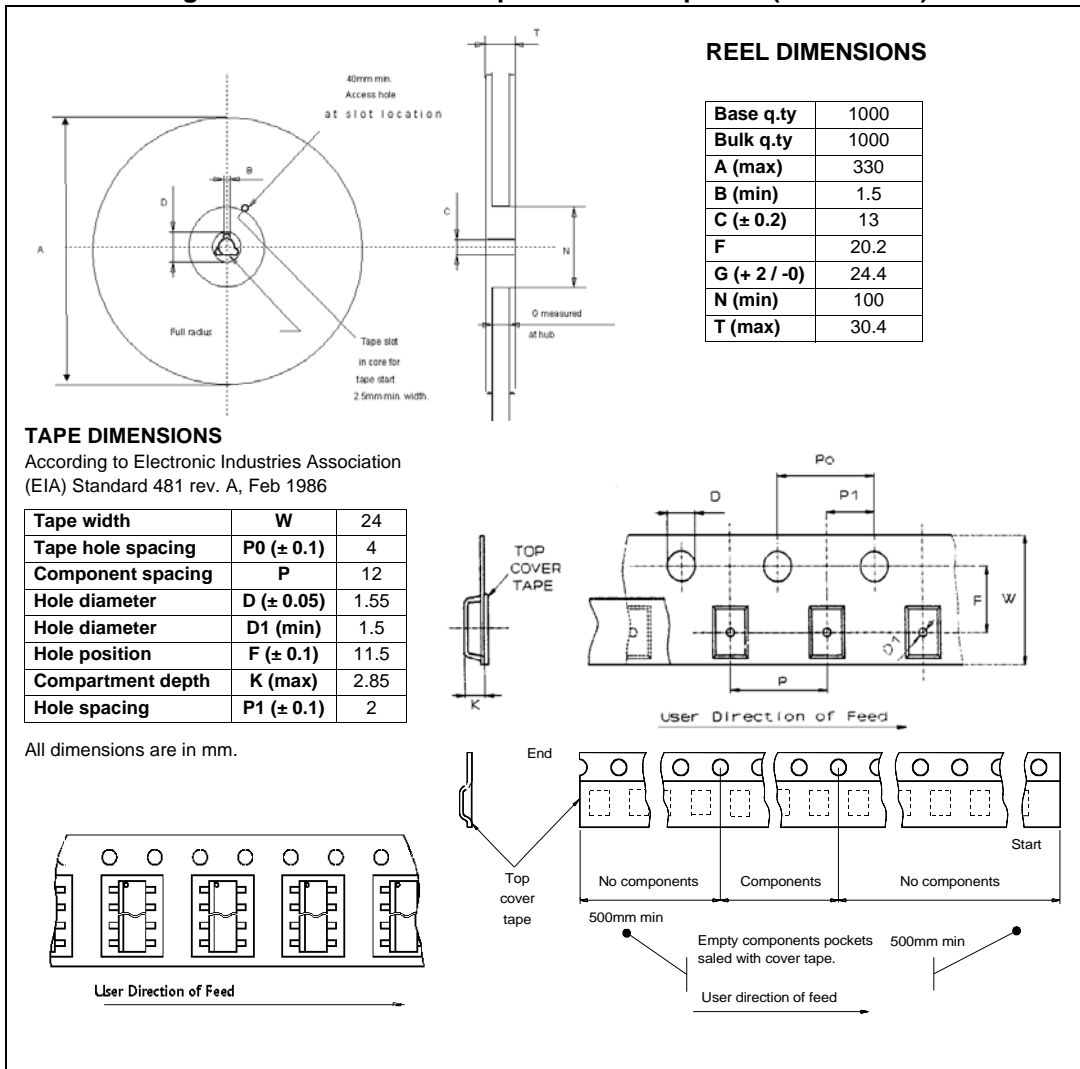 REEL DIMENSIONS
T
40mm min.
Access hole
at slot location
B
D
A
C
N
Full radius
Tape slot
in core for
tape start
2.5mm min. width.
G measured
at hub
Base q.ty 1000
Bulk q.ty 1000
A (max) 330
B (min) 1.5
C (± 0.2) 13
F 20.2
G (+ 2 / -0) 24.4
N (min) 100
T (max) 30.4
TAPE DIMENSIONS
According to Electronic Industries Association
(EIA) Standard 481 rev. A, Feb 1986
Tape width W 24
Tape hole spacing P0 (± 0.1) 4
Component spacing P 12
Hole diameter D (± 0.05) 1.55
Hole diameter D1 (min) 1.5
Hole position F (± 0.1) 11.5
Compartment depth K (max) 2.85
Hole spacing P1 (± 0.1) 2
All dimensions are in mm.
TOP
COVER
TAPE
K
Po
D
P1
F
W
D1
P
User Direction of Feed
End
Start
Top
cover
tape
No components
Components
No components
500mm min
Empty components pockets
saled with cover tape.
500mm min
User direction of feed
User Direction of Feed